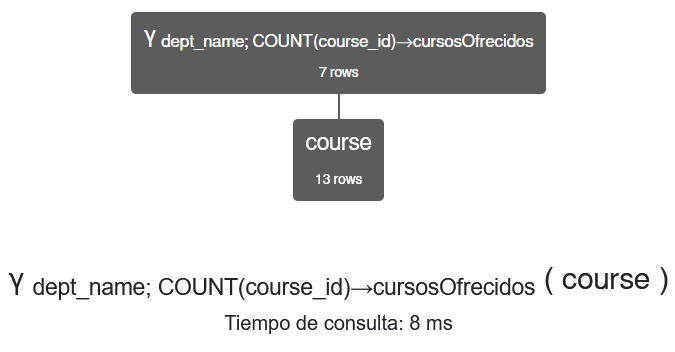 γ dept_name; COUNT(course_id)→cursosOfrecidos
7 rows
course
13 rows
γ dept_name; COUNT(course_id)→cursosOfrecidos ( course )
Tiempo de consulta: 8 ms